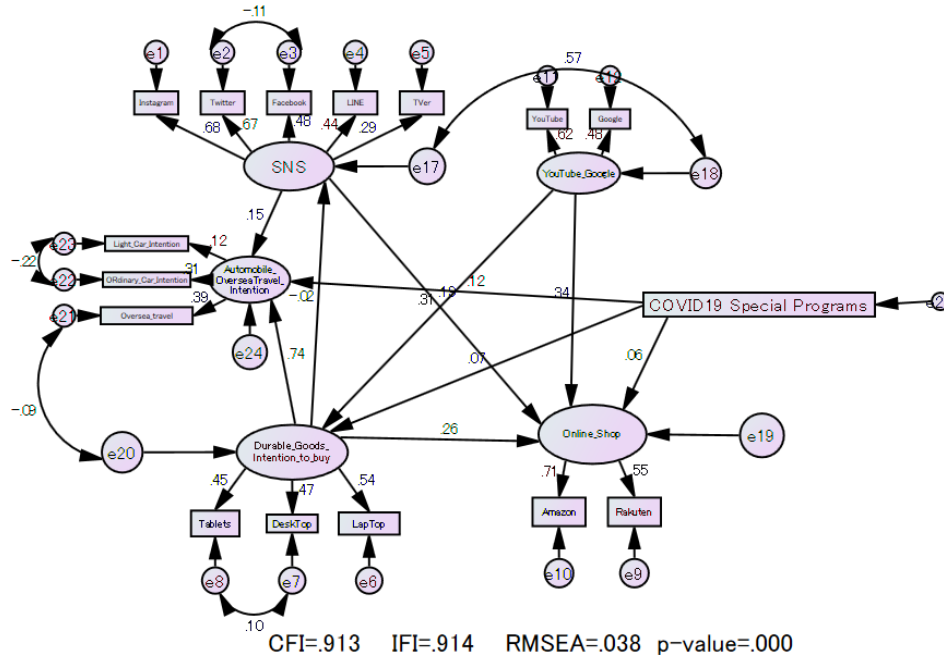 -.11
e1 e2 e3 e4 e5
.57
e11
Instagram Twitter Facebook LINE TVer
YouTube Google
.68 .67 .48 .44 .29
.62 .48
SNS
e17
YouTube_Google
e18
.15
e23
Light_Car_Intention
.12
-.22
e22
ORdinary_Car_Intention
.31
Automobile_
OverseaTravel_
Intention
-.02
.12
.31
.34
e21
Oversea_travel
.39
COVID19 Special Programs
e24
.74
.07
.06
-.09
e20
Durable_Goods_
Intention_to_buy
.26
Online_Shop
e19
.45 .47 .54
.71 .55
Tablets DeskTop LapTop
Amazon Rakuten
e8 e7 e6
e10 e9
.10
CFI=.913 IFI=.914 RMSEA=.038 p-value=.000